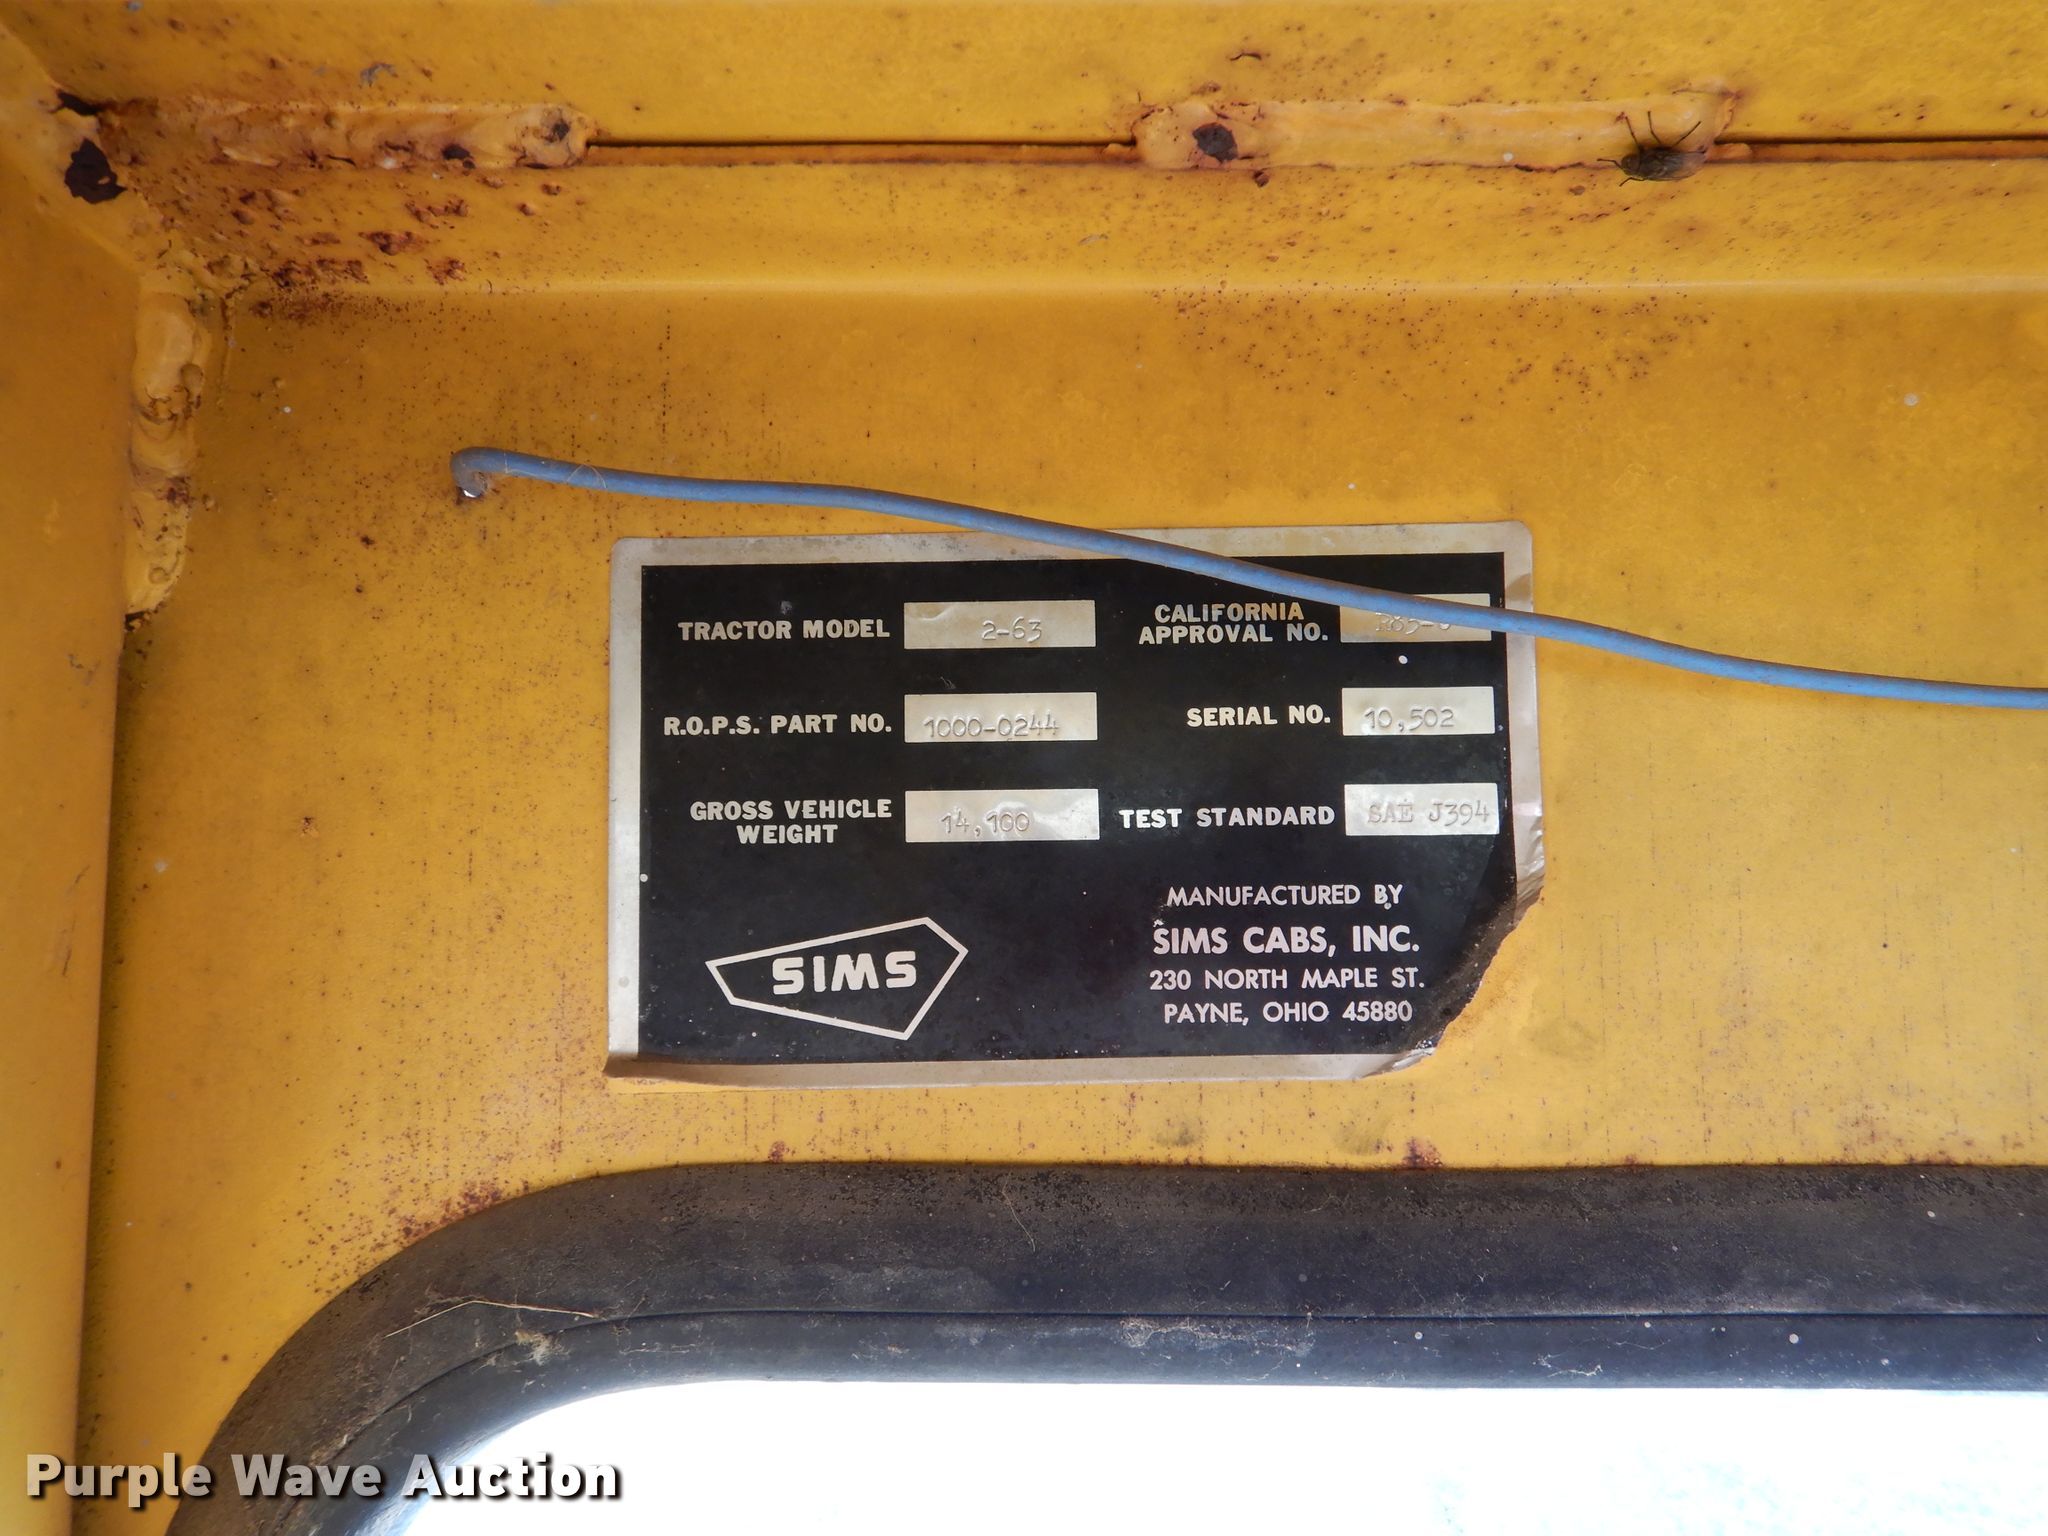 TRACTOR MODEL 2-63
CALIFORNIA
APPROVAL NO.
R.O.P.S. PART NO. 1000-0244
SERIAL NO. 10,502
GROSS VEHICLE
WEIGHT 14,100
TEST STANDARD SAE J394
SIMS
MANUFACTURED BY
SIMS CABS, INC.
230 NORTH MAPLE ST.
PAYNE, OHIO 45880
Purple Wave Auction